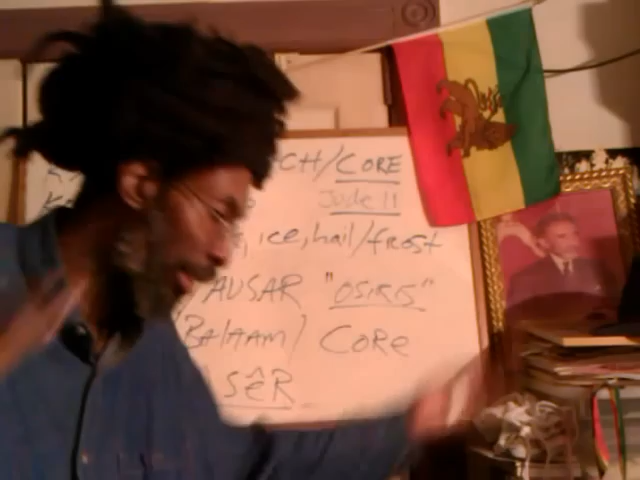 CH/CORE
Jude 11
, ice, hail/frost
AUSAR "OSIRIS"
Balaam/ CORe
SêR